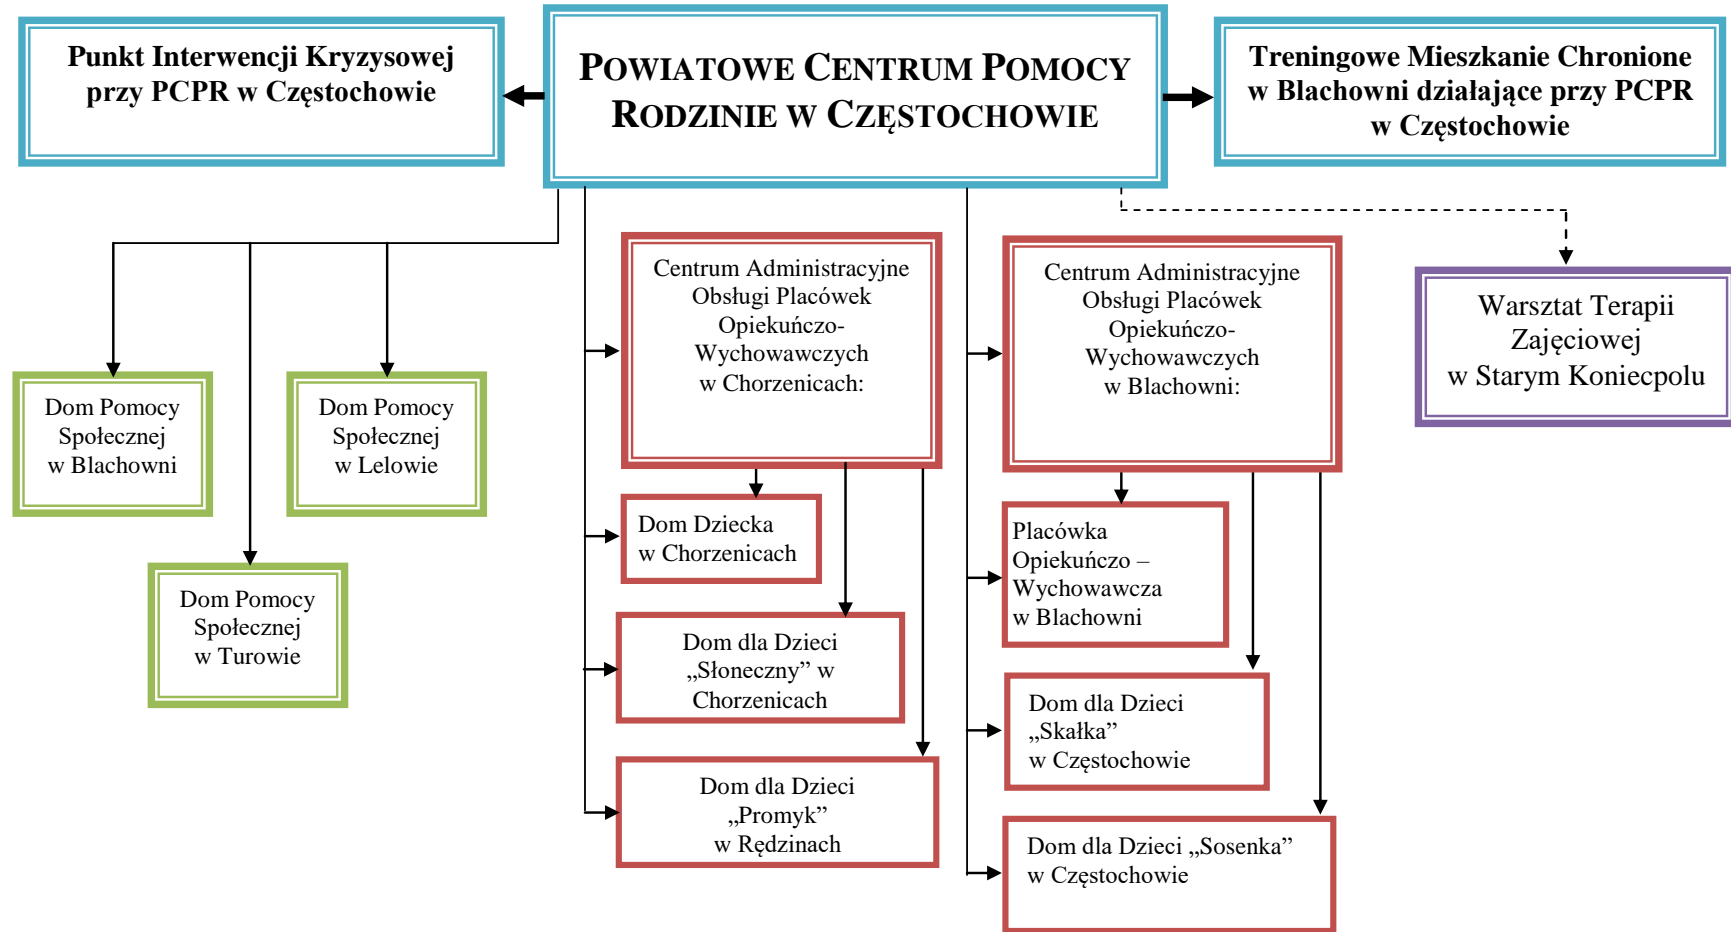 Punkt Interwencji Kryzysowej
przy PCPR w Częstochowie
POWIATOWE CENTRUM POMOCY
RODZINIE W CZĘSTOCHOWIE
Treningowe Mieszkanie Chronione
w Blachowni działające przy PCPR
w Częstochowie
Dom Pomocy
Społecznej
w Blachowni
Dom Pomocy
Społecznej
w Lelowie
Dom Pomocy
Społecznej
w Turowie
Centrum Administracyjne
Obsługi Placówek
Opiekuńczo-
Wychowawczych
w Chorzenicach:
Dom Dziecka
w Chorzenicach
Dom dla Dzieci
„Słoneczny” w
Chorzenicach
Dom dla Dzieci
„Promyk”
w Rędzinach
Centrum Administracyjne
Obsługi Placówek
Opiekuńczo-
Wychowawczych
w Blachowni:
Placówka
Opiekuńczo –
Wychowawcza
w Blachowni
Dom dla Dzieci
„Skałka”
w Częstochowie
Dom dla Dzieci „Sosenka”
w Częstochowie
Warsztat Terapii
Zajęciowej
w Starym Koniecpolu